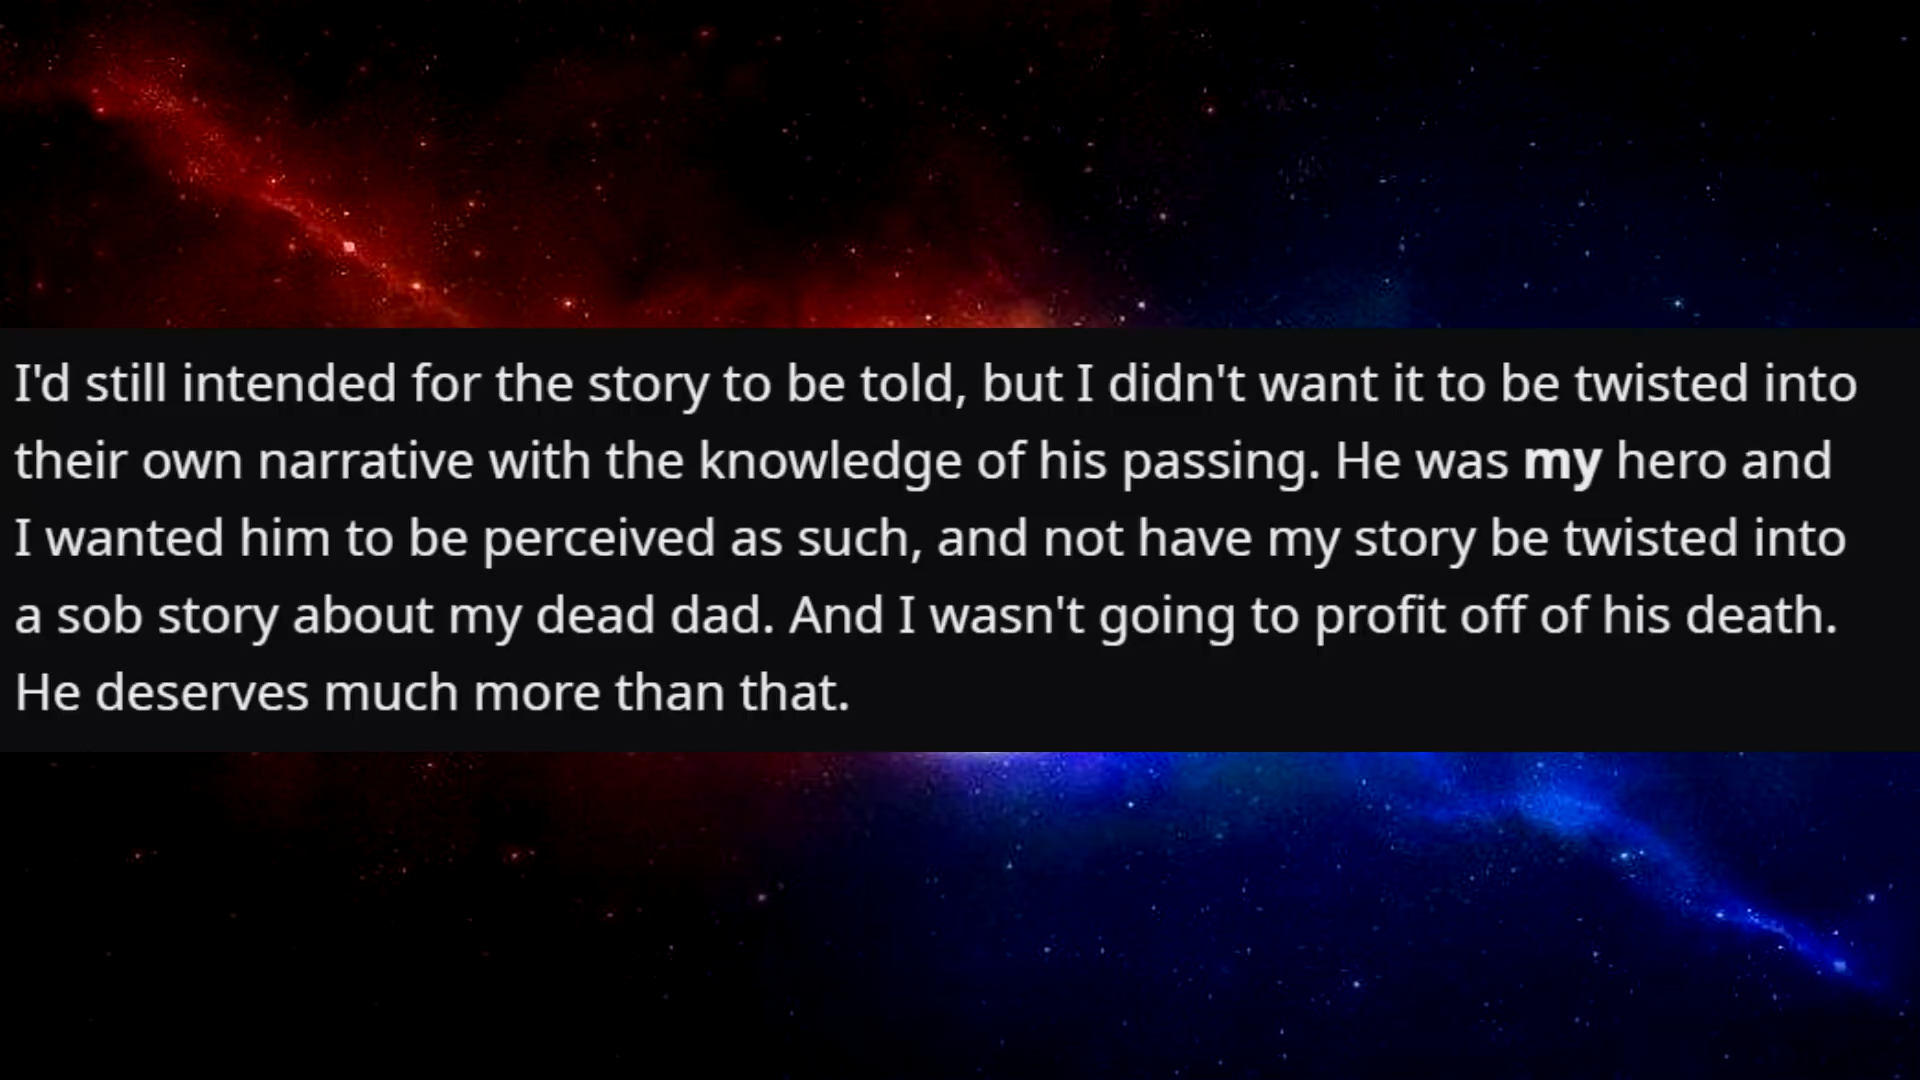 I'd still intended for the story to be told, but I didn't want it to be twisted into
their own narrative with the knowledge of his passing. He was my hero and
I wanted him to be perceived as such, and not have my story be twisted into
a sob story about my dead dad. And I wasn't going to profit off of his death.
He deserves much more than that.